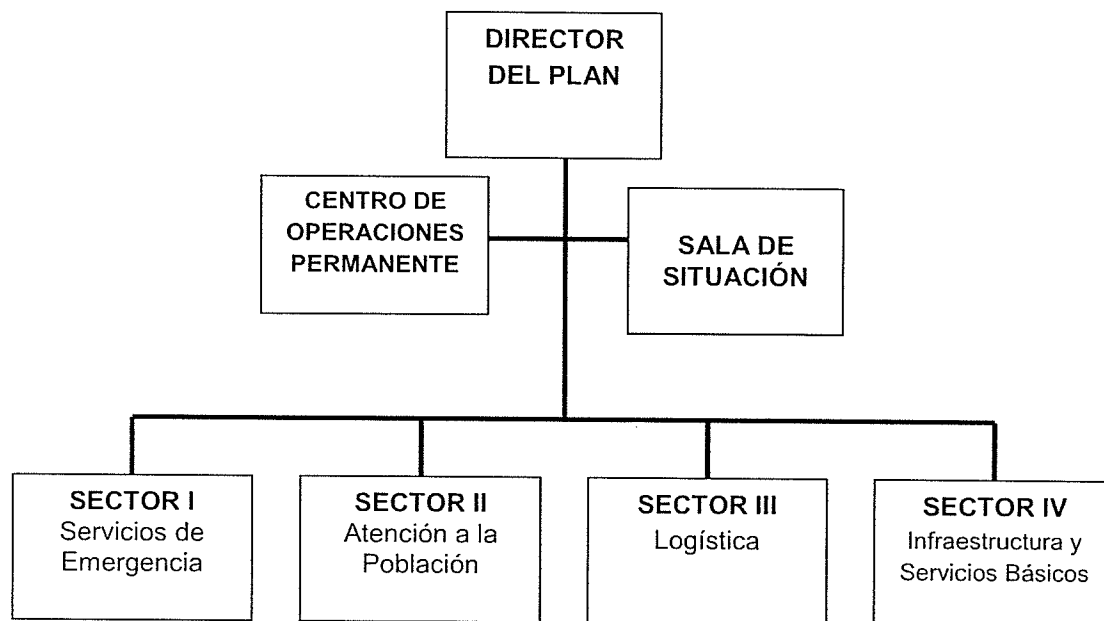 DIRECTOR
DEL PLAN
CENTRO DE
OPERACIONES
PERMANENTE
SALA DE
SITUACIÓN
SECTOR I
Servicios de
Emergencia
SECTOR II
Atención a la
Población
SECTOR III
Logística
SECTOR IV
Infraestructura y
Servicios Básicos